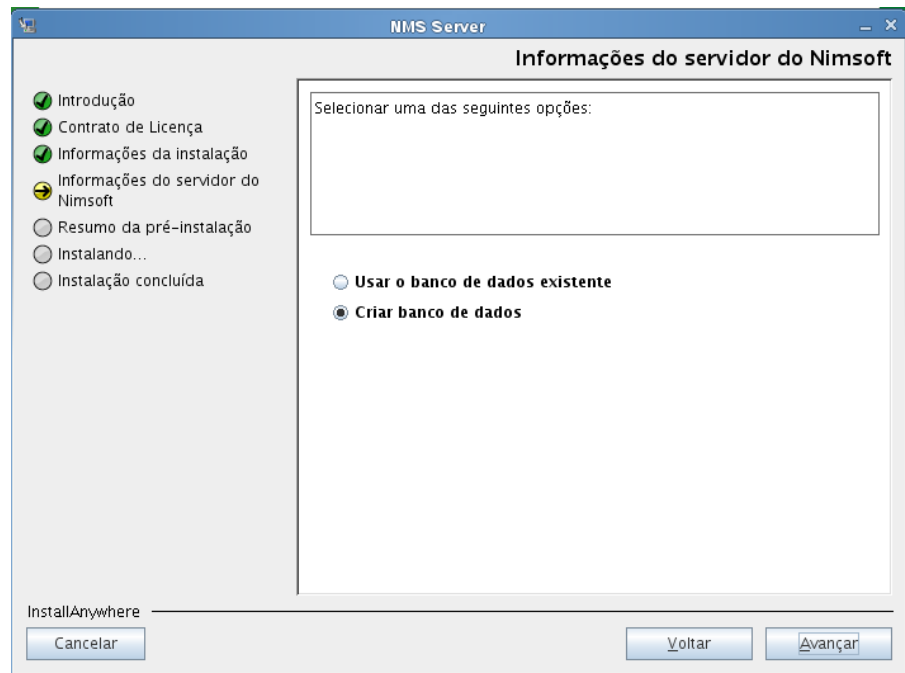 NMS Server
Informações do servidor do Nimsoft
Introdução
Contrato de Licença
Informações da instalação
Informações do servidor do
Nimsoft
Resumo da pré-instalação
Instalando...
Instalação concluída
Selecionar uma das seguintes opções:
Usar o banco de dados existente
Criar banco de dados
InstallAnywhere
Cancelar
Voltar
Avançar